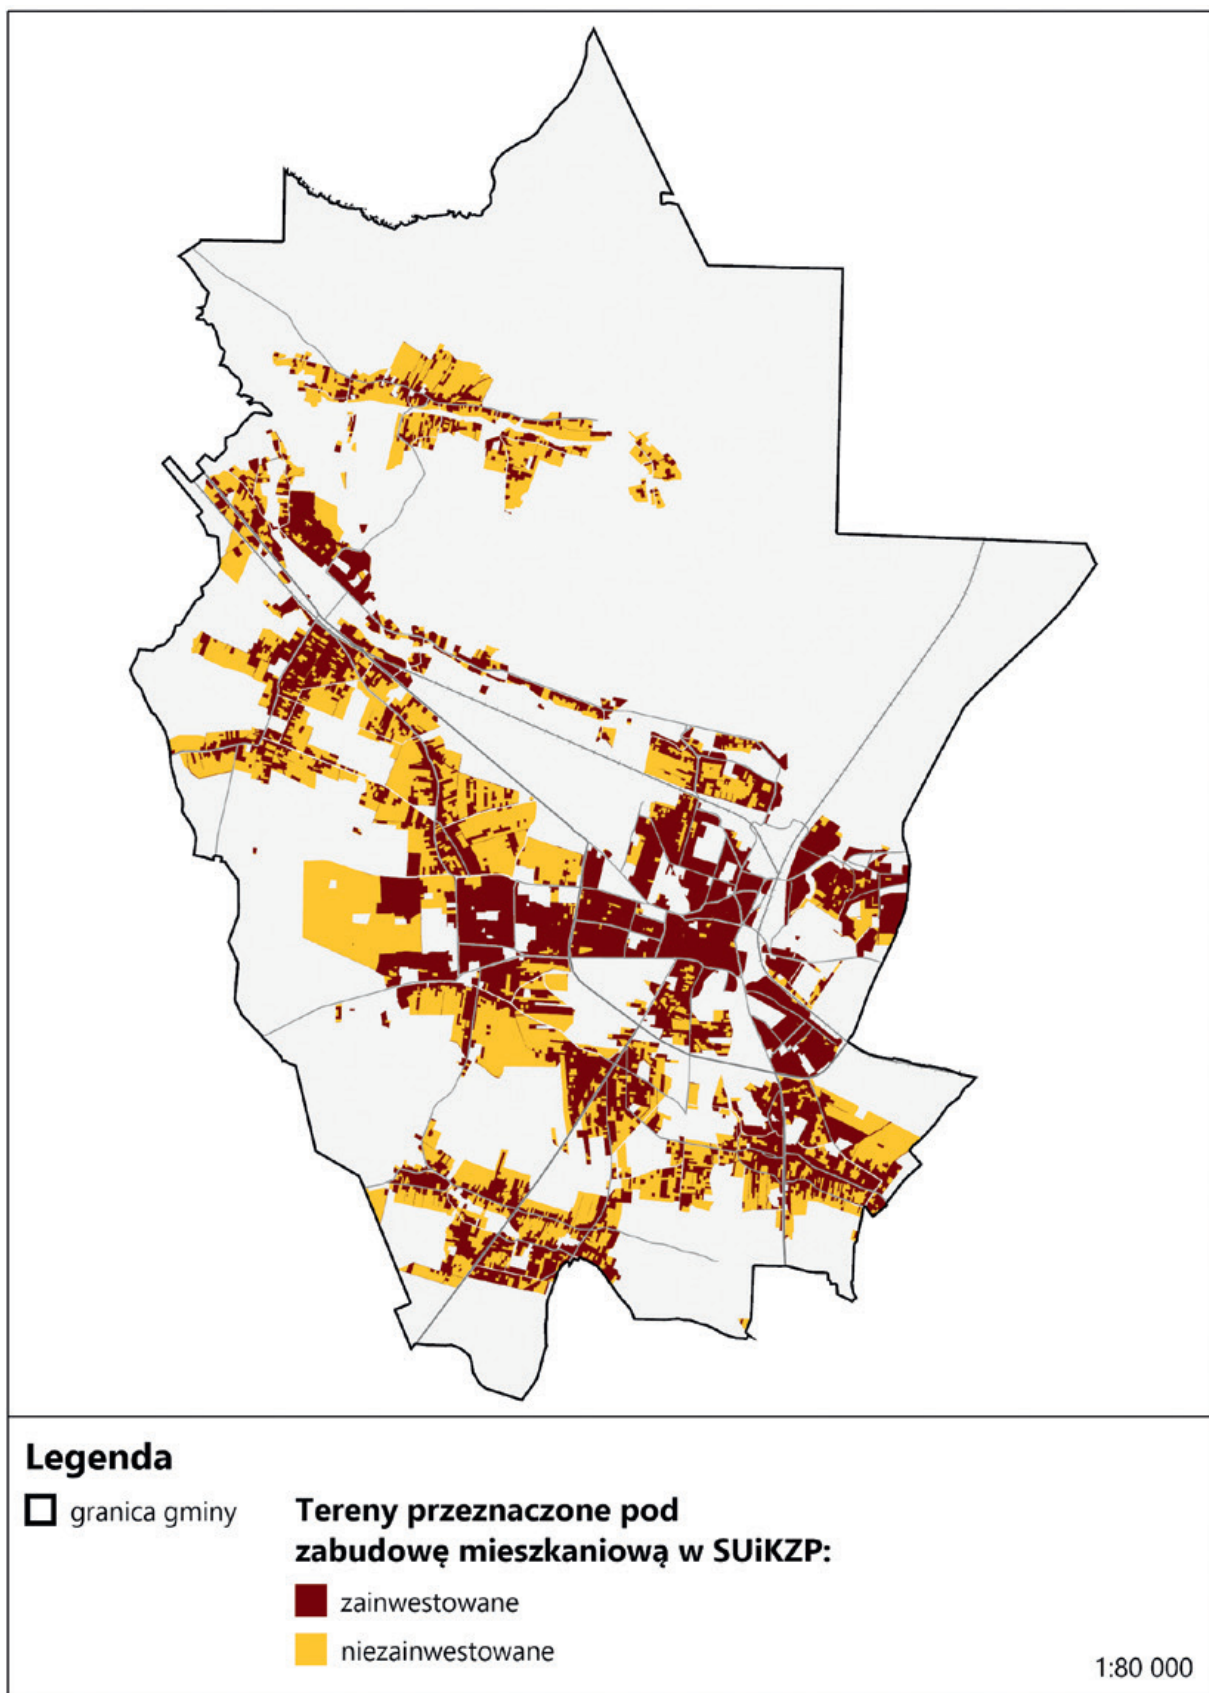 Legenda
granica gminy
Tereny przeznaczone pod
zabudowę mieszkaniową w SUiKZP:
zainwestowane
niezainwestowane
1:80 000